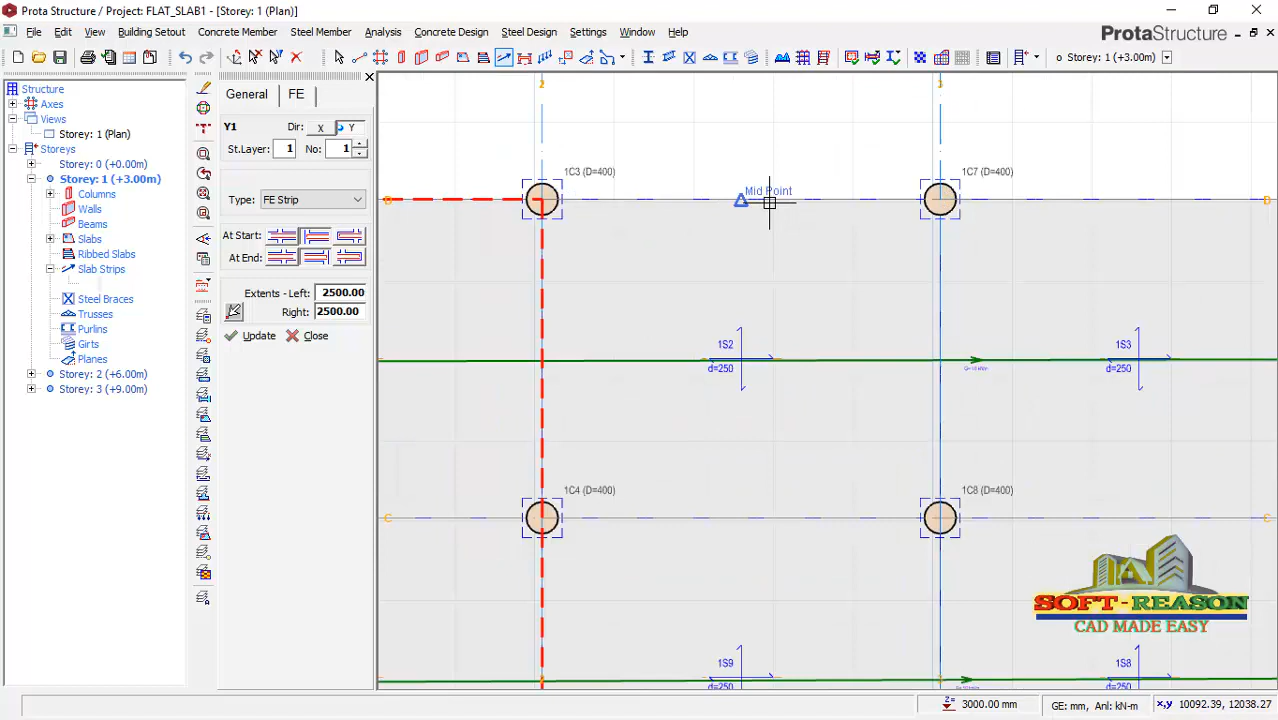 Prota Structure / Project: FLAT_SLAB1 - [Storey: 1 (Plan)]
File Edit View Building Setout Concrete Member Steel Member Analysis Concrete Design Steel Design Settings Window Help
ProtaStructure
o Storey: 1 (+3.00m)
Structure
Axes
Views
Storey: 1 (Plan)
Storeys
Storey: 0 (+0.00m)
Storey: 1 (+3.00m)
Columns
Walls
Beams
Slabs
Ribbed Slabs
Slab Strips
Steel Braces
Trusses
Purlins
Girts
Planes
Storey: 2 (+6.00m)
Storey: 3 (+9.00m)
General FE
Y1 Dir: X Y
St.Layer: 1 No: 1
Type: FE Strip
At Start:
At End:
Extents - Left: 2500.00
Right: 2500.00
Update Close
2
1C3 (D=400)
1C7 (D=400)
Mid Point
D
D
1S2
d=250
1S3
d=250
1C4 (D=400)
1C8 (D=400)
C
C
1S9
d=250
1S8
d=250
SOFT-REASON
CAD MADE EASY
Z= 3000.00 mm
GE: mm, Anl: kN-m
x,y 10092.39, 12038.27